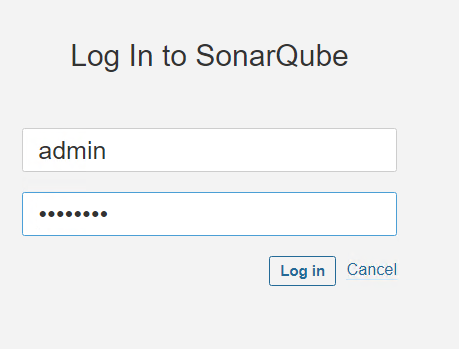 Log In to SonarQube
admin
••••••••
Log in Cancel